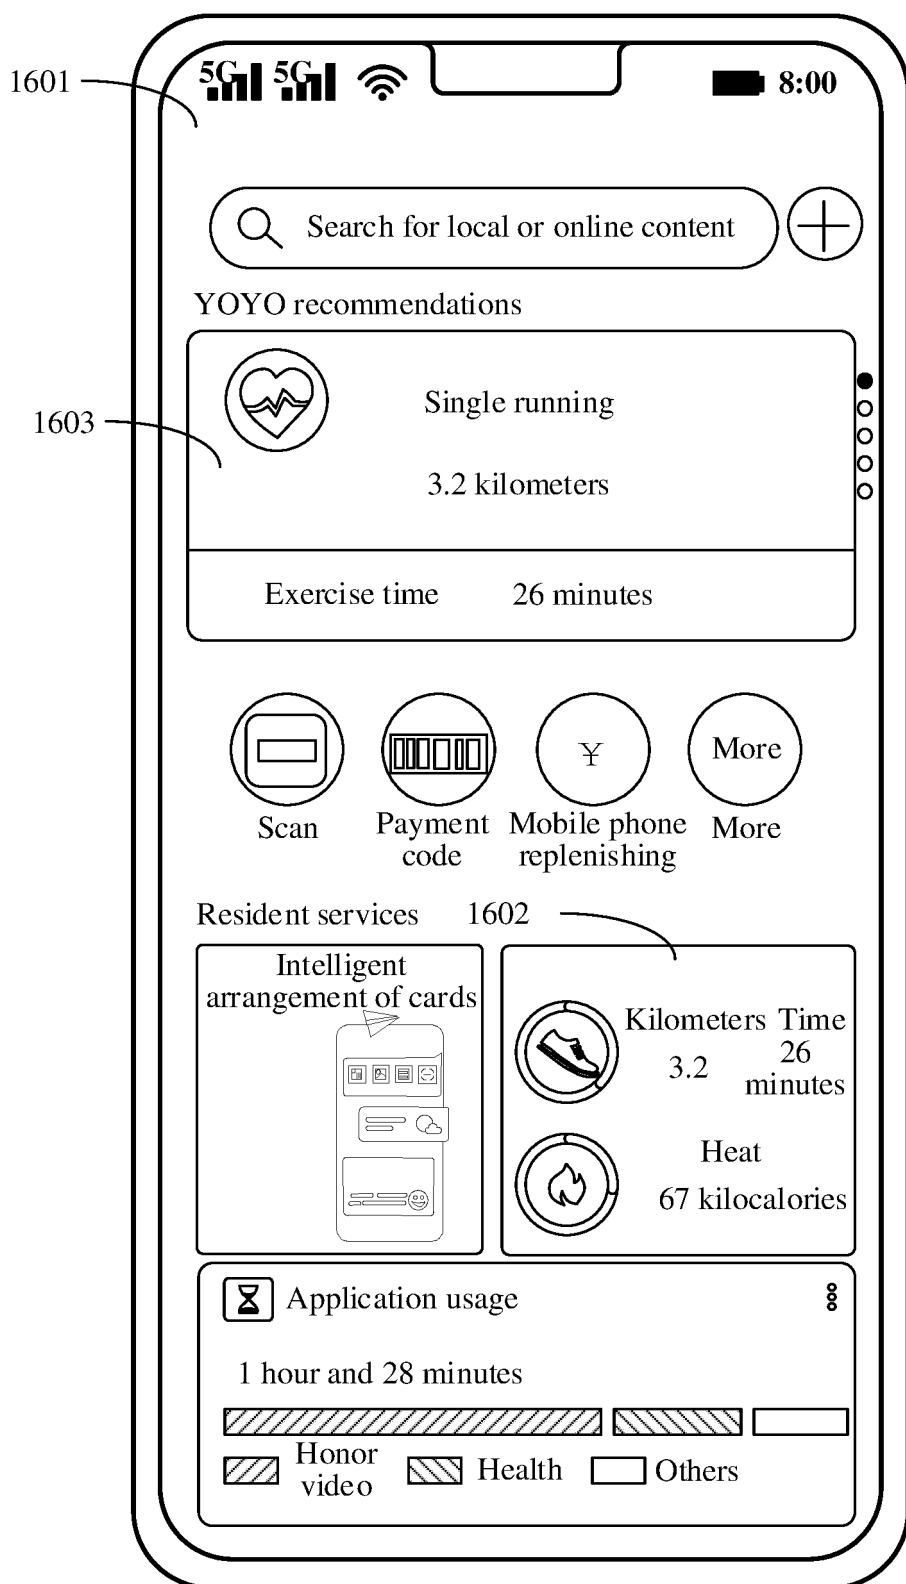 1601
5G 5G 8:00
Search for local or online content
YOYO recommendations
1603
Single running
3.2 kilometers
Exercise time 26 minutes
¥ More
Scan
Payment
code
Mobile phone
replenishing
More
Resident services 1602
Intelligent
arrangement of cards
Kilometers Time
3.2
26
minutes
Heat
67 kilocalories
Application usage
1 hour and 28 minutes
Honor
video
Health
Others